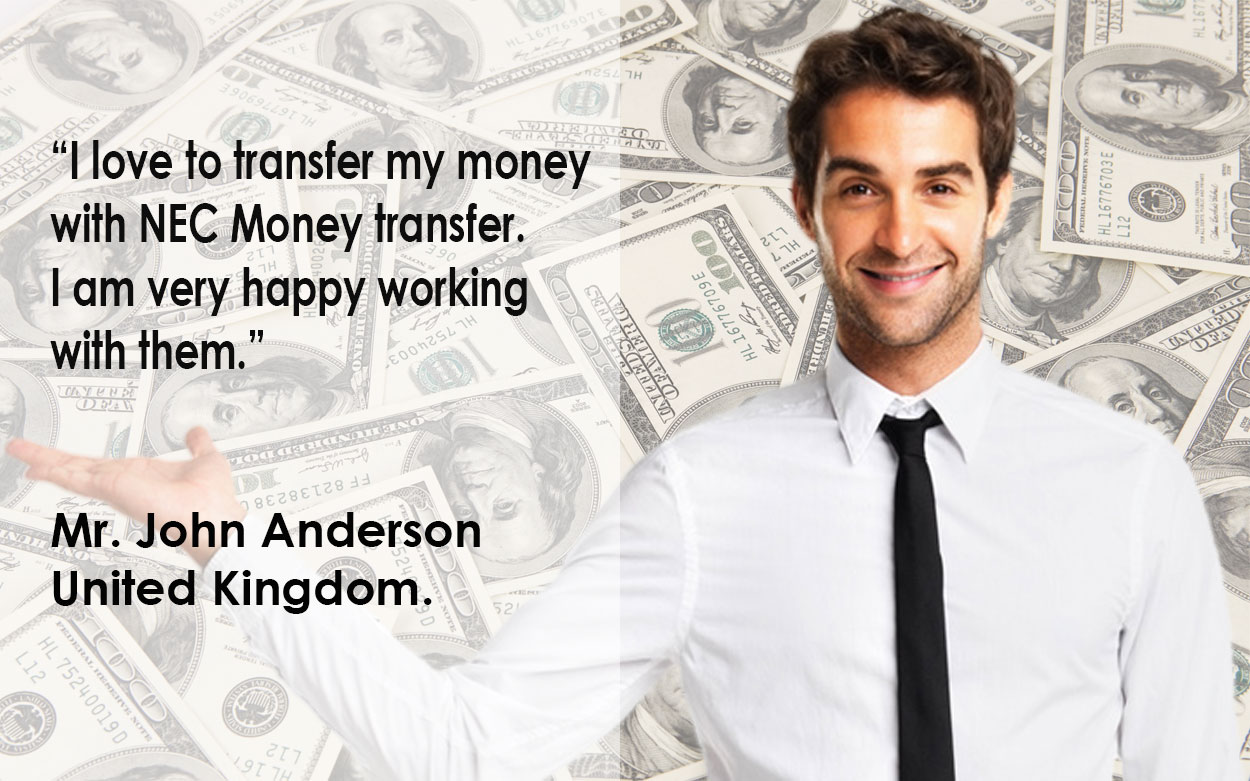 “I love to transfer my money
with NEC Money transfer.
I am very happy working
with them.”
Mr. John Anderson
United Kingdom.